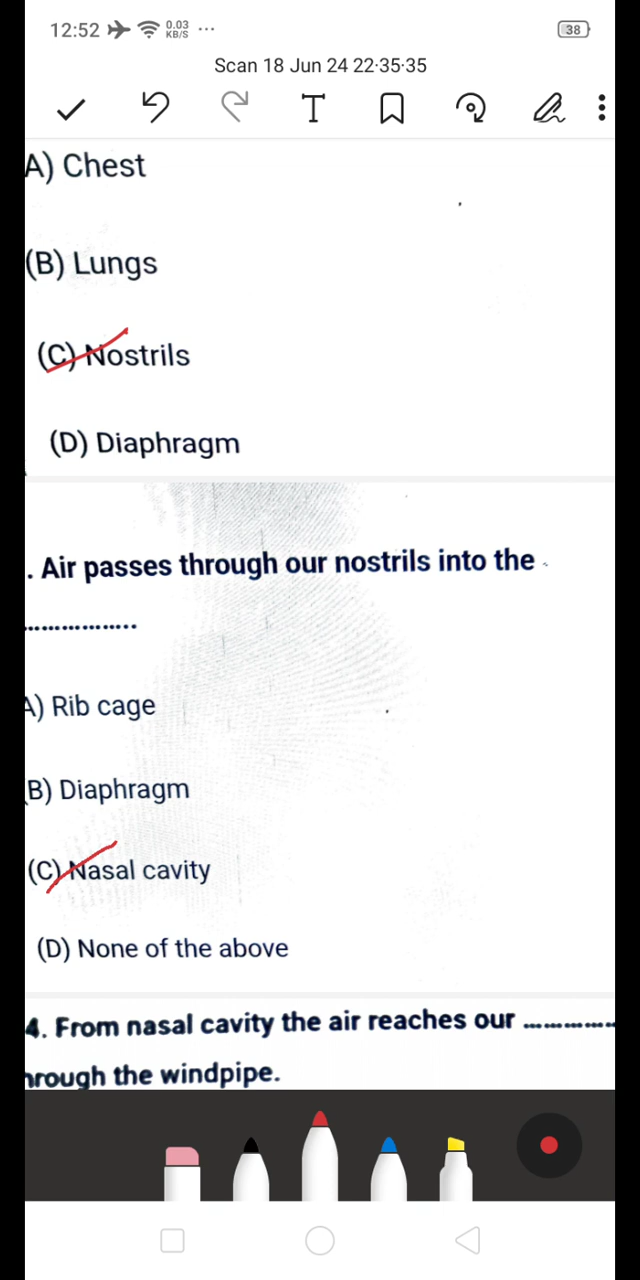 12:52 0.03 KB/S ... 38
Scan 18 Jun 24 22:35:35
T
A) Chest
(B) Lungs
(C) Nostrils
(D) Diaphragm
. Air passes through our nostrils into the
................
A) Rib cage
B) Diaphragm
(C) Nasal cavity
(D) None of the above
4. From nasal cavity the air reaches our .............
hrough the windpipe.